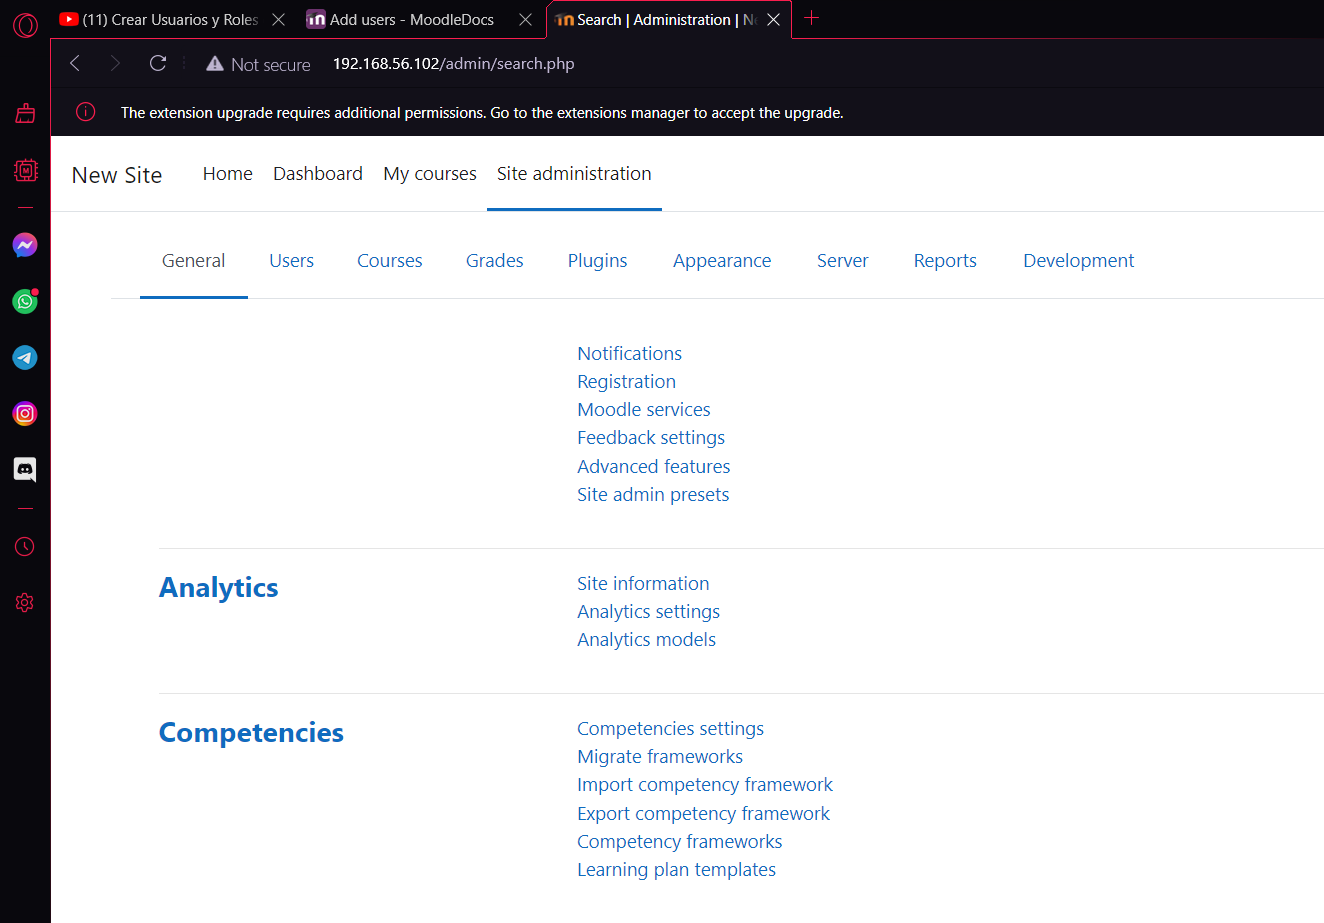 (11) Crear Usuarios y Roles
Add users - MoodleDocs
Search | Administration |
Not secure 192.168.56.102/admin/search.php
The extension upgrade requires additional permissions. Go to the extensions manager to accept the upgrade.
New Site Home Dashboard My courses Site administration
General Users Courses Grades Plugins Appearance Server Reports Development
Notifications
Registration
Moodle services
Feedback settings
Advanced features
Site admin presets
Analytics
Site information
Analytics settings
Analytics models
Competencies
Competencies settings
Migrate frameworks
Import competency framework
Export competency framework
Competency frameworks
Learning plan templates